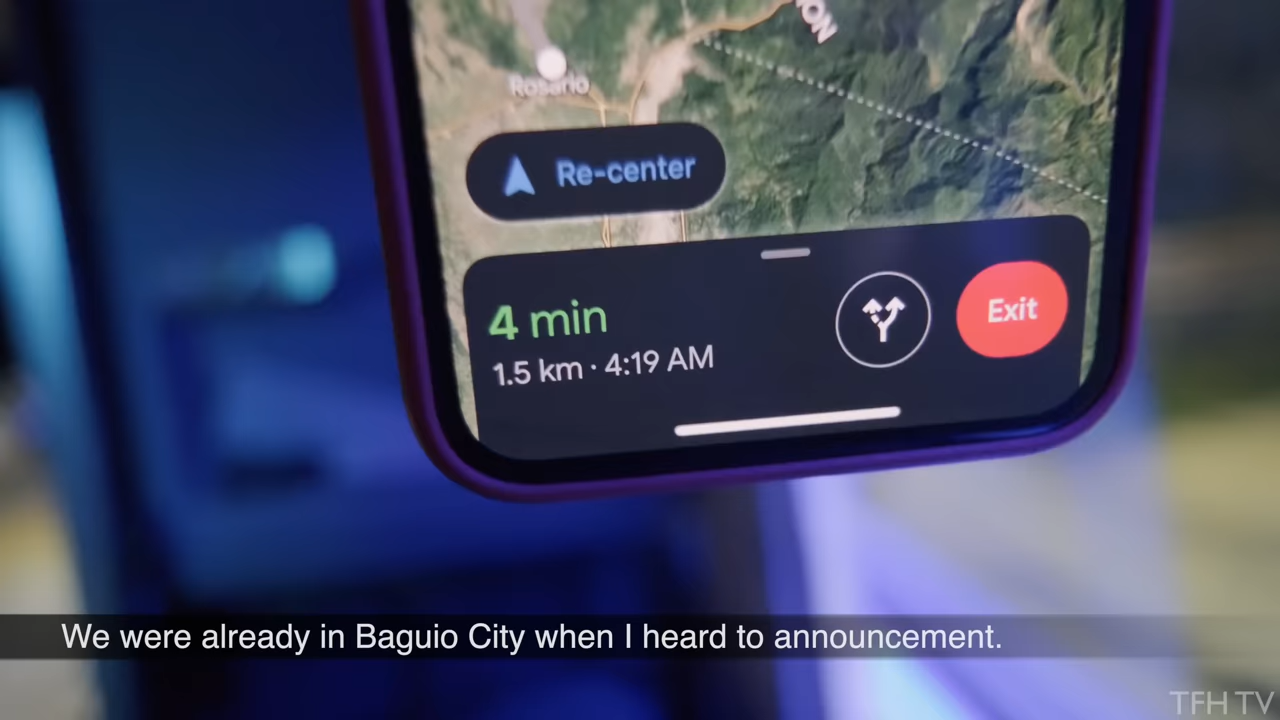 ON
Rosario
Re-center
4 min
1.5 km · 4:19 AM
Exit
We were already in Baguio City when I heard to announcement.
TFH TV